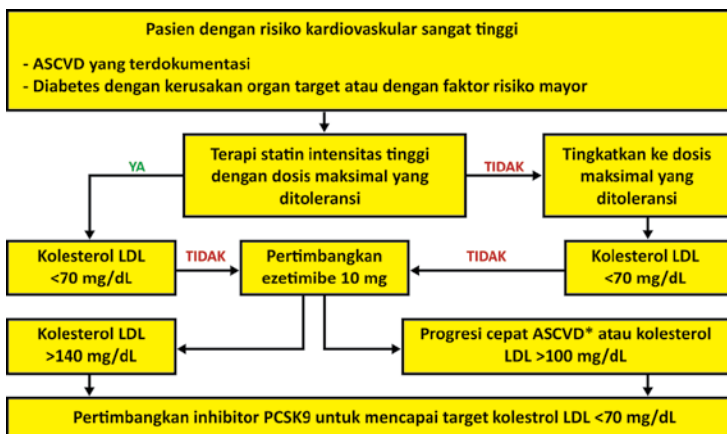 Pasien dengan risiko kardiovaskular sangat tinggi
- ASCVD yang terdokumentasi
- Diabetes dengan kerusakan organ target atau dengan faktor risiko mayor
YA
Terapi statin intensitas tinggi
dengan dosis maksimal yang
ditoleransi
TIDAK
Tingkatkan ke dosis
maksimal yang
ditoleransi
Kolesterol LDL
<70 mg/dL
TIDAK
Pertimbangkan
ezetimibe 10 mg
TIDAK
Kolesterol LDL
<70 mg/dL
Kolesterol LDL
>140 mg/dL
Progresi cepat ASCVD* atau kolesterol
LDL >100 mg/dL
Pertimbangkan inhibitor PCSK9 untuk mencapai target kolestrol LDL <70 mg/dL